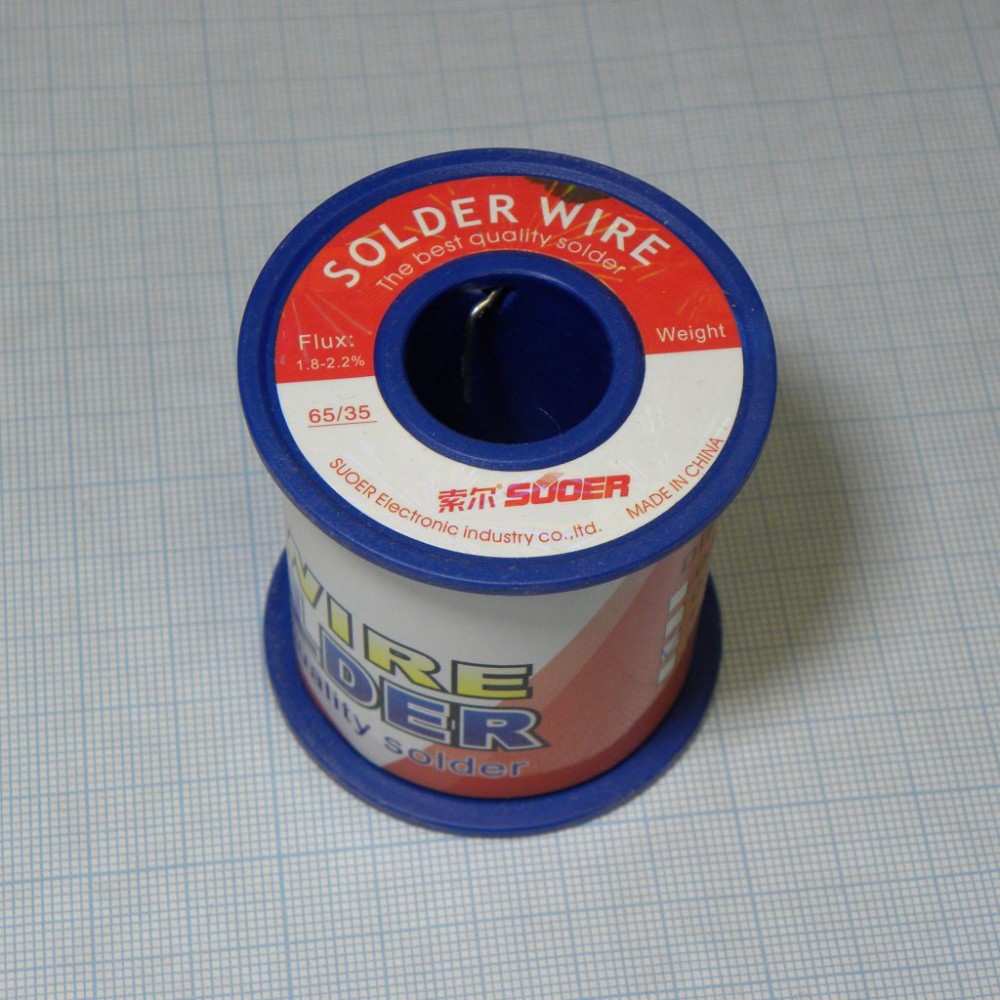 SOLDER WIRE
The best quality solder
Flux:
1.8-2.2%
Weight
65/35
索尔® SUOER
SUOER Electronic industry co.,ltd.
MADE IN CHINA
WIRE
LDER
ality solder